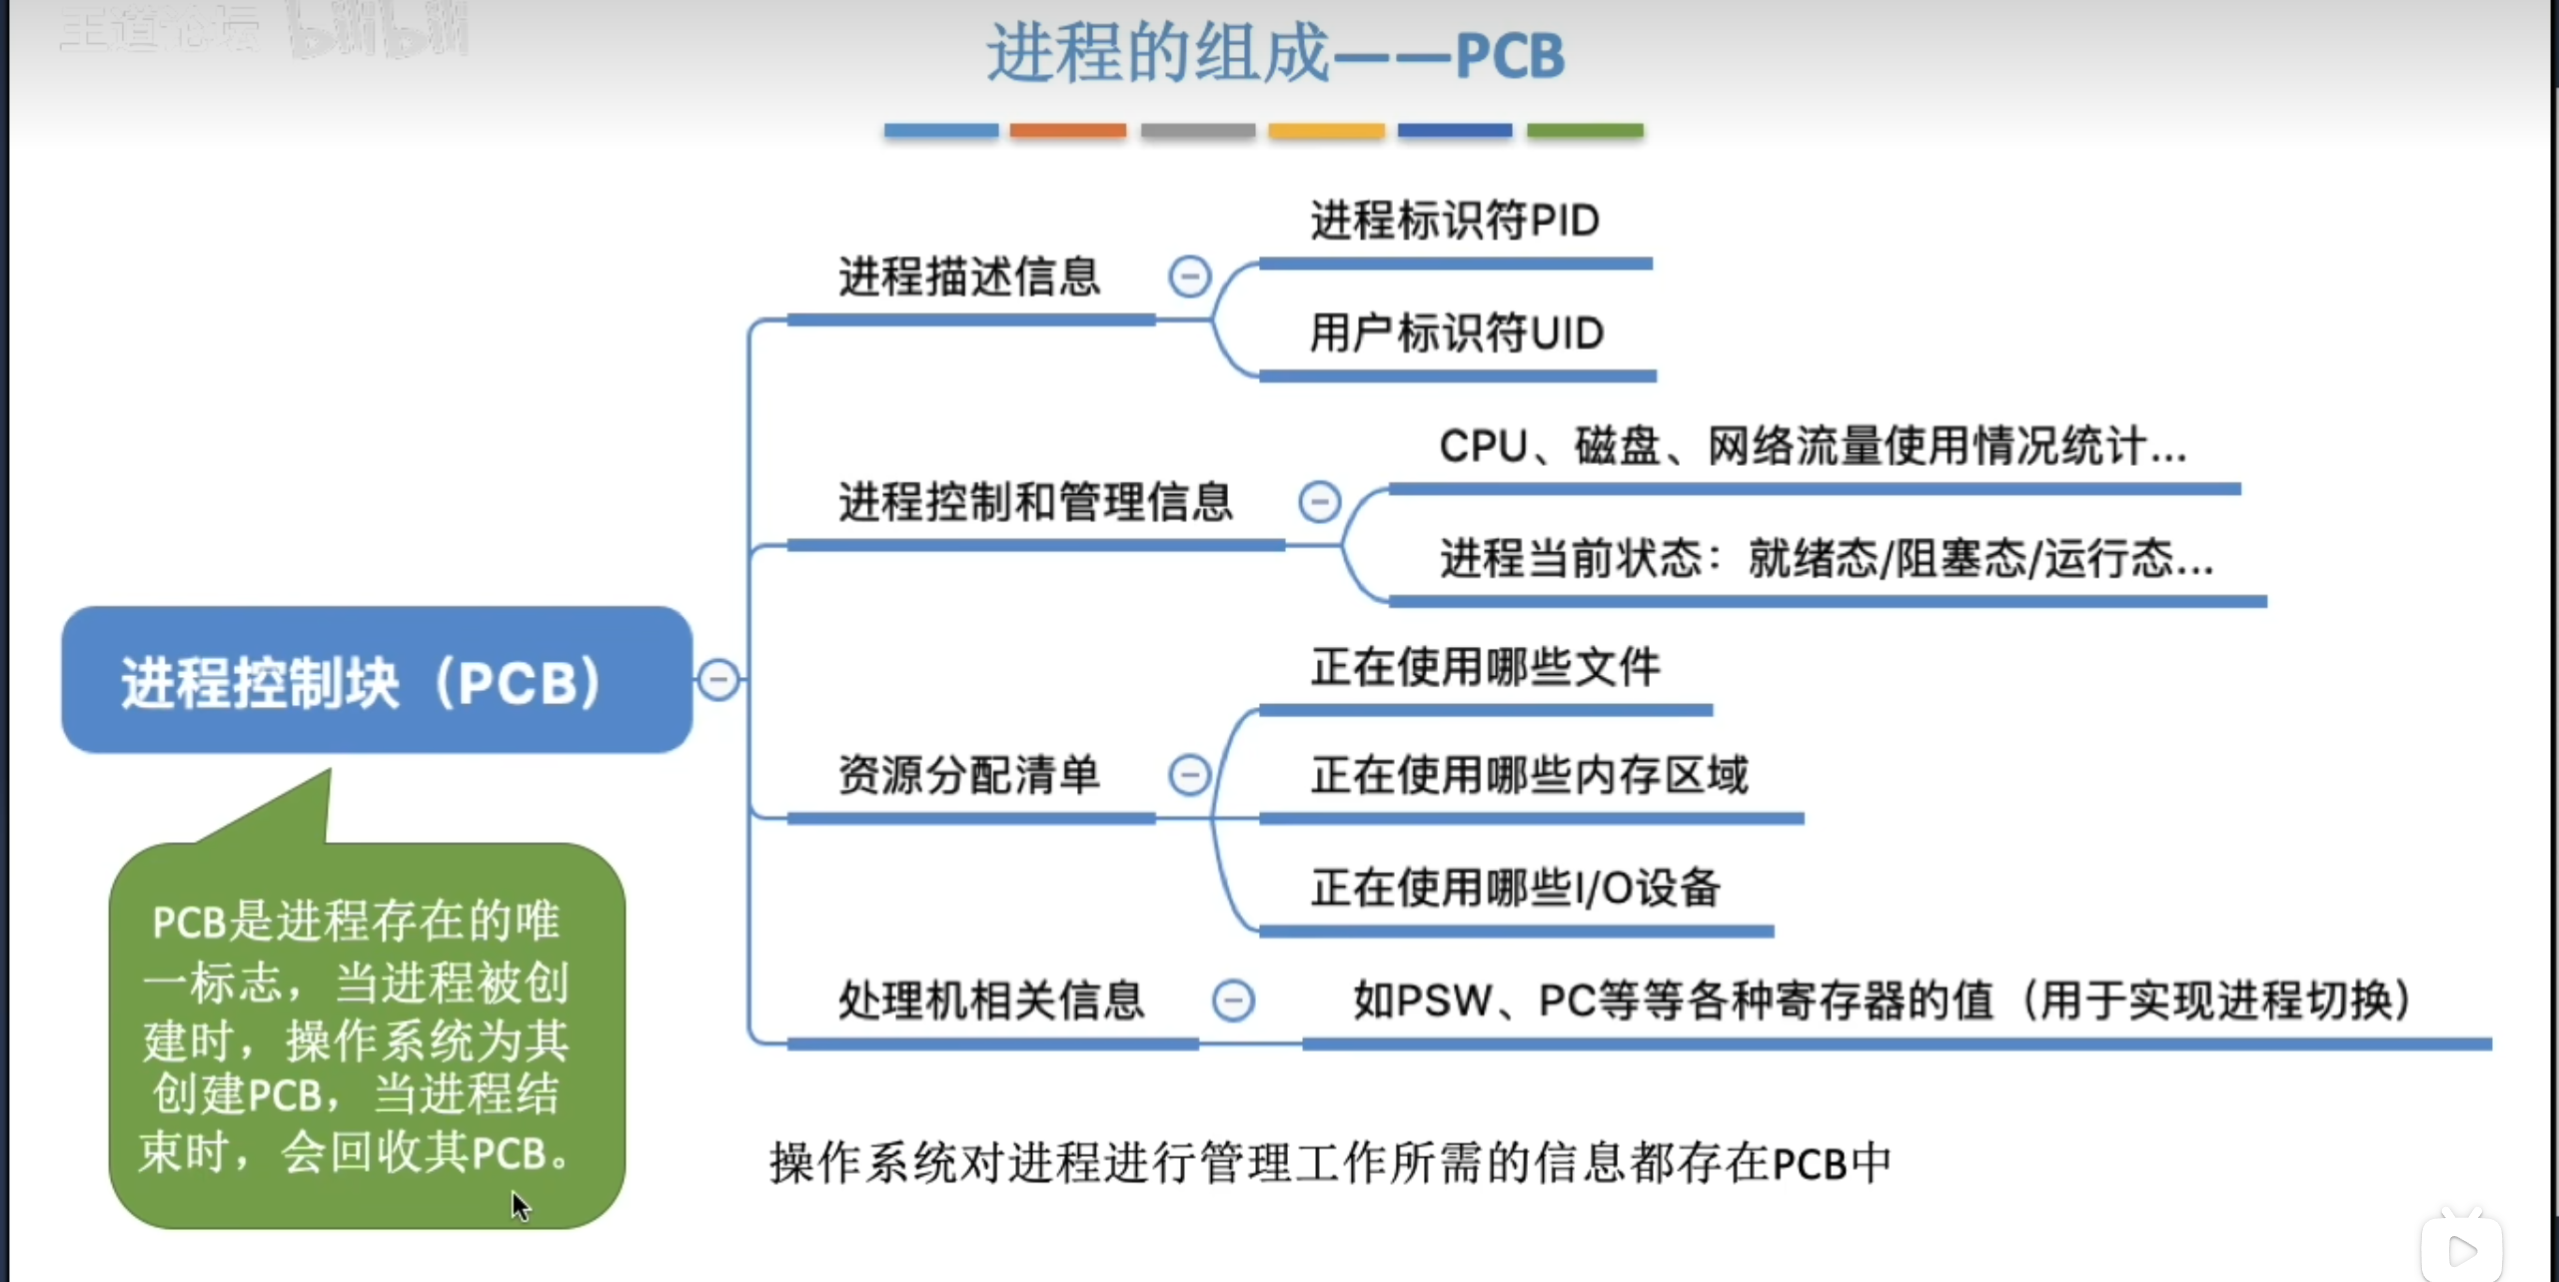 王道论坛 bilibili
进程的组成——PCB
进程标识符PID
进程描述信息
用户标识符UID
CPU、磁盘、网络流量使用情况统计...
进程控制和管理信息
进程当前状态：就绪态/阻塞态/运行态...
进程控制块（PCB）
正在使用哪些文件
资源分配清单
正在使用哪些内存区域
正在使用哪些I/O设备
处理机相关信息
如PSW、PC等等各种寄存器的值（用于实现进程切换）
PCB是进程存在的唯
一标志，当进程被创
建时，操作系统为其
创建PCB，当进程结
束时，会回收其PCB。
操作系统对进程进行管理工作所需的信息都存在PCB中